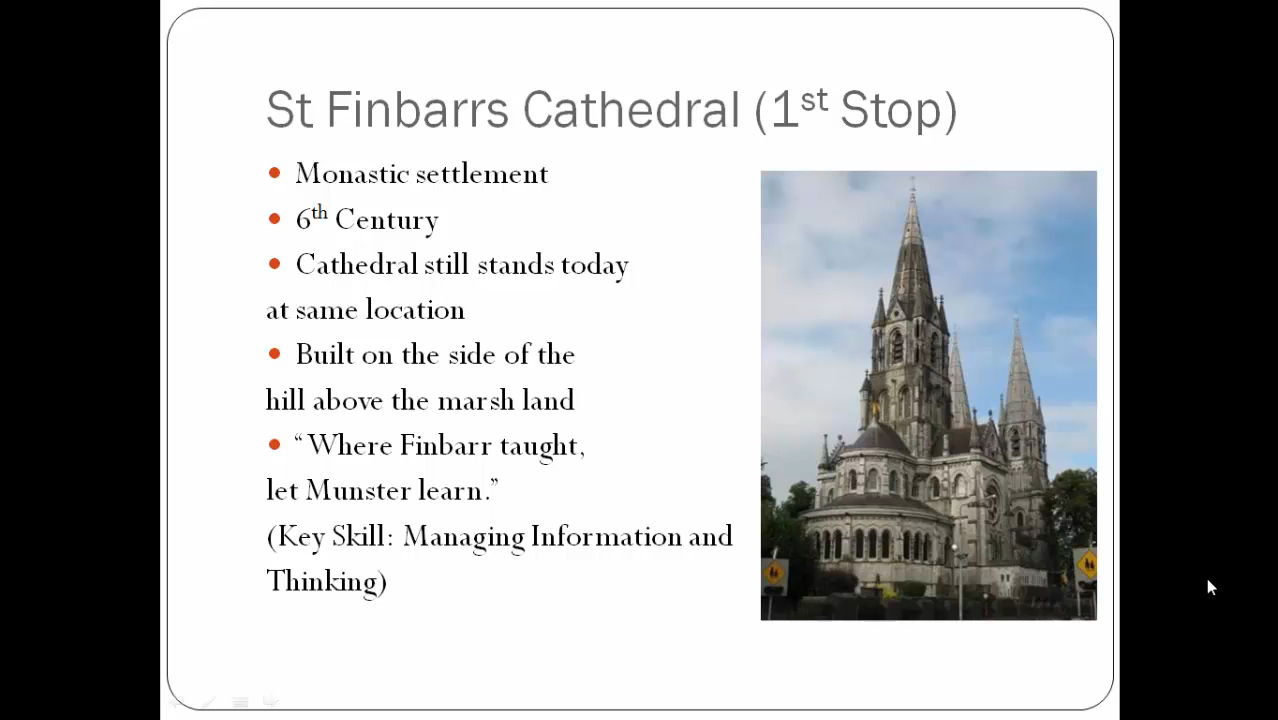 St Finbarrs Cathedral (1st Stop)
Monastic settlement
6th Century
Cathedral still stands today
at same location
Built on the side of the
hill above the marsh land
“Where Finbarr taught,
let Munster learn.”
(Key Skill: Managing Information and
Thinking)